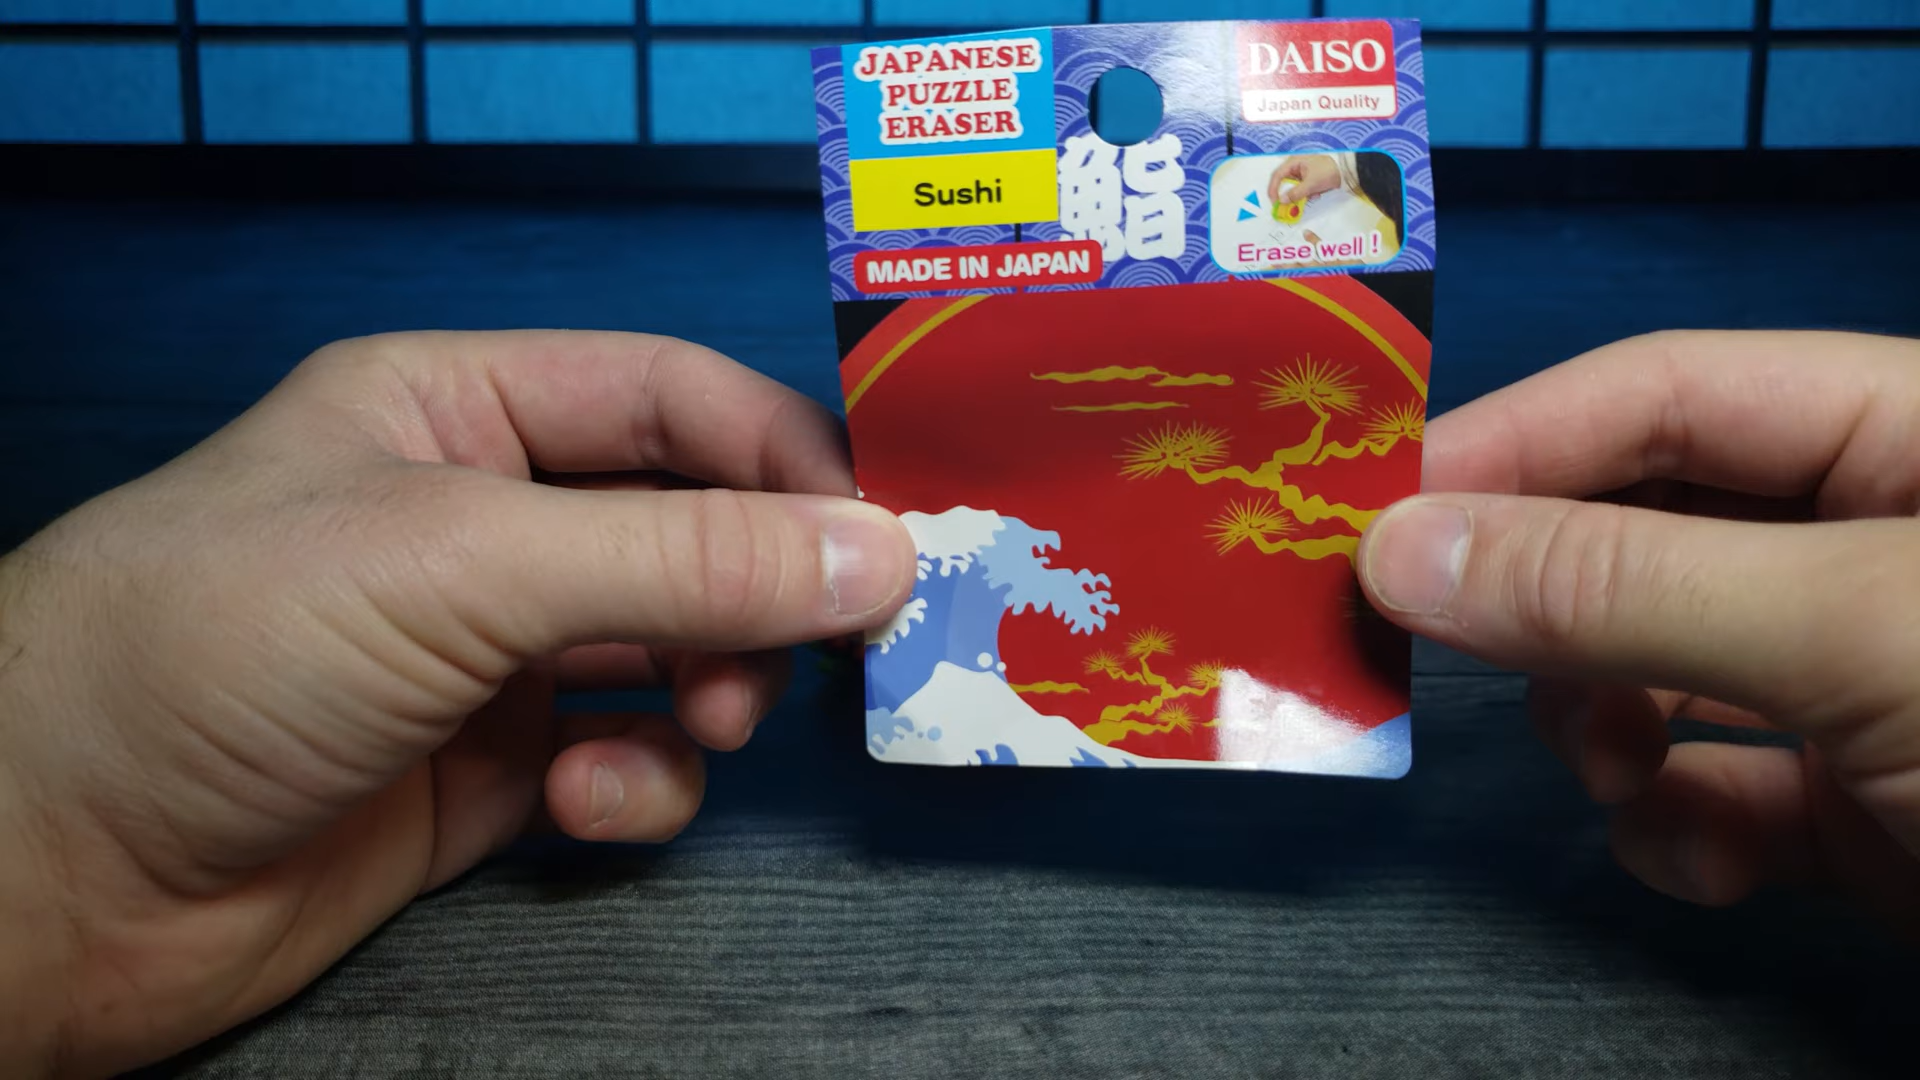 JAPANESE
PUZZLE
ERASER
Sushi
MADE IN JAPAN
鮨
DAISO
Japan Quality
Erase well!